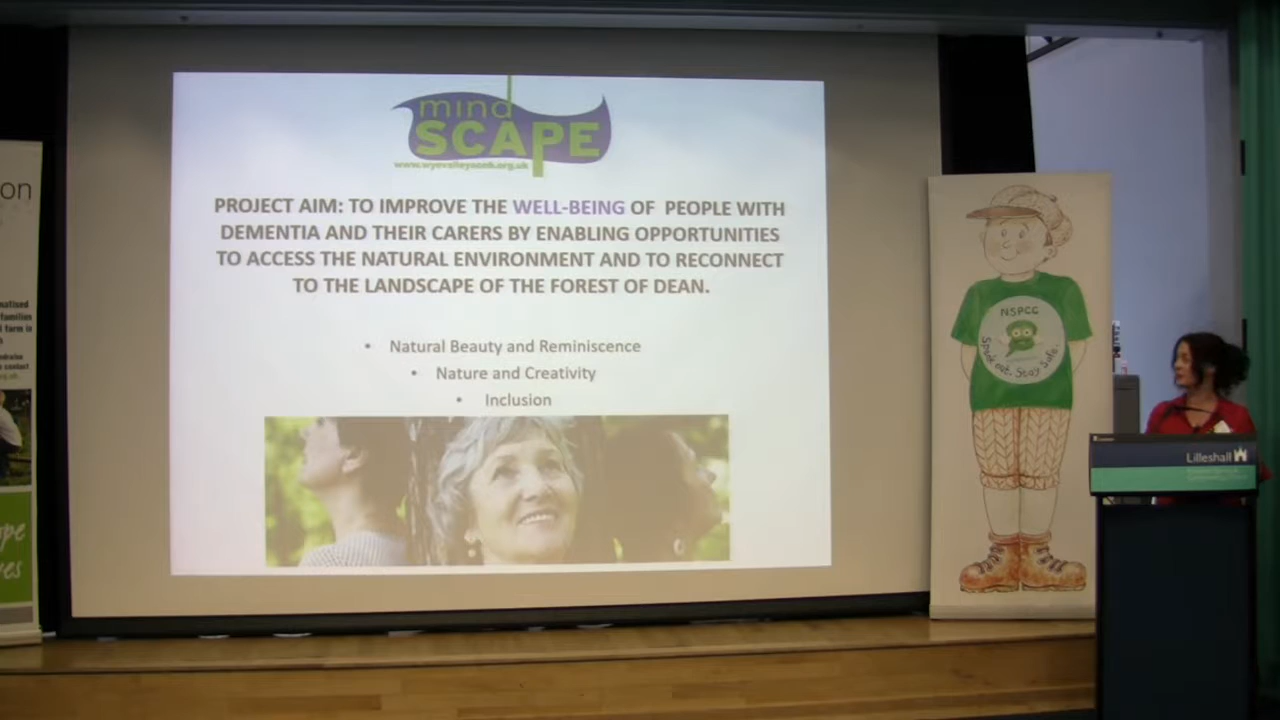 mind
SCAPE
www.wyevalleyaonb.org.uk
PROJECT AIM: TO IMPROVE THE WELL-BEING OF PEOPLE WITH
DEMENTIA AND THEIR CARERS BY ENABLING OPPORTUNITIES
TO ACCESS THE NATURAL ENVIRONMENT AND TO RECONNECT
TO THE LANDSCAPE OF THE FOREST OF DEAN.
• Natural Beauty and Reminiscence
• Nature and Creativity
• Inclusion
NSPCC
Speak out. Stay Safe.
Lilleshall
on
families